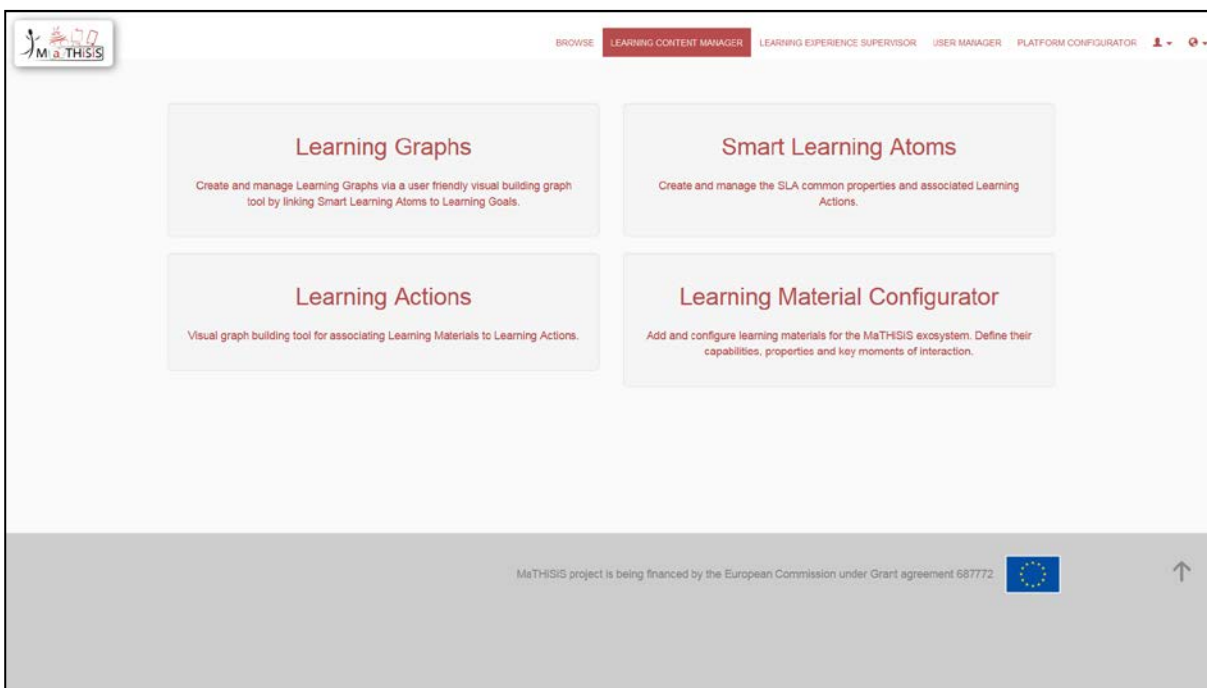 MaTHiSiS
BROWSE
LEARNING CONTENT MANAGER
LEARNING EXPERIENCE SUPERVISOR
USER MANAGER
PLATFORM CONFIGURATOR
Learning Graphs
Create and manage Learning Graphs via a user friendly visual building graph
tool by linking Smart Learning Atoms to Learning Goals.
Smart Learning Atoms
Create and manage the SLA common properties and associated Learning
Actions.
Learning Actions
Visual graph building tool for associating Learning Materials to Learning Actions.
Learning Material Configurator
Add and configure learning materials for the MaTHiSiS exosystem. Define their
capabilities, properties and key moments of interaction.
MaTHiSiS project is being financed by the European Commission under Grant agreement 687772